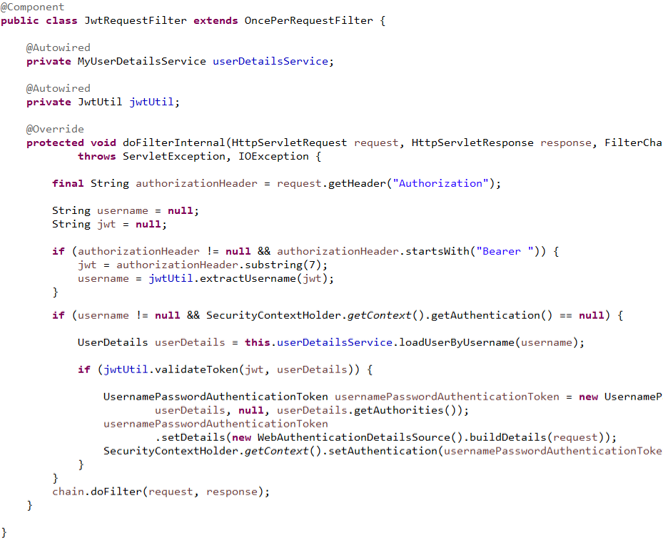 @Component
public class JwtRequestFilter extends OncePerRequestFilter {
@Autowired
private MyUserDetailsService userDetailsService;
@Autowired
private JwtUtil jwtUtil;
@Override
protected void doFilterInternal(HttpServletRequest request, HttpServletResponse response, FilterCha
throws ServletException, IOException {
final String authorizationHeader = request.getHeader("Authorization");
String username = null;
String jwt = null;
if (authorizationHeader != null && authorizationHeader.startsWith("Bearer ")) {
jwt = authorizationHeader.substring(7);
username = jwtUtil.extractUsername(jwt);
}
if (username != null && SecurityContextHolder.getContext().getAuthentication() == null) {
UserDetails userDetails = this.userDetailsService.loadUserByUsername(username);
if (jwtUtil.validateToken(jwt, userDetails)) {
UsernamePasswordAuthenticationToken usernamePasswordAuthenticationToken = new UsernameP
userDetails, null, userDetails.getAuthorities());
usernamePasswordAuthenticationToken
.setDetails(new WebAuthenticationDetailsSource().buildDetails(request));
SecurityContextHolder.getContext().setAuthentication(usernamePasswordAuthenticationToke
}
}
chain.doFilter(request, response);
}
}